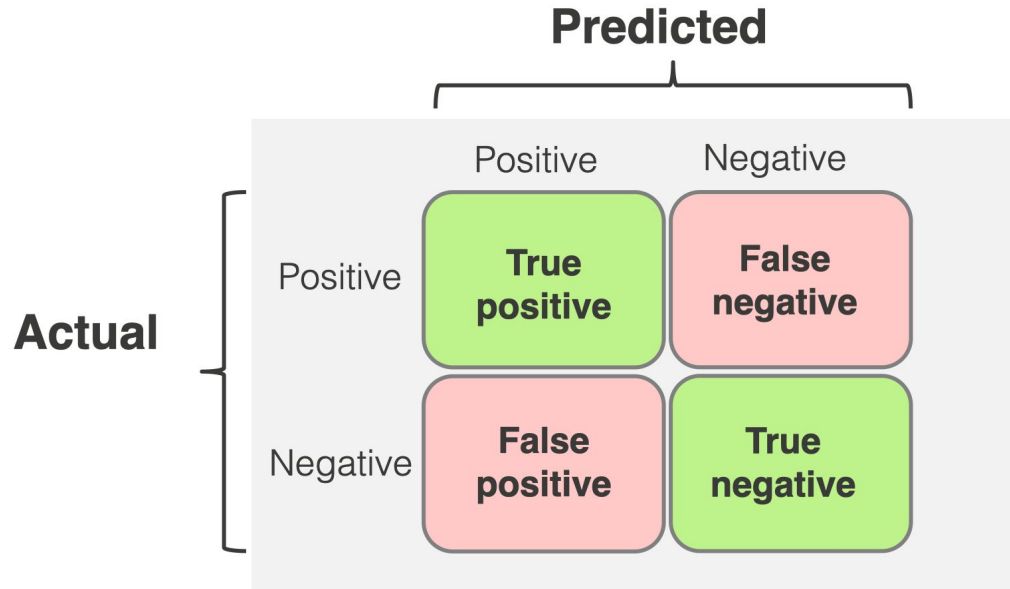 Predicted
Positive
Negative
Positive
True
positive
False
negative
Actual
Negative
False
positive
True
negative